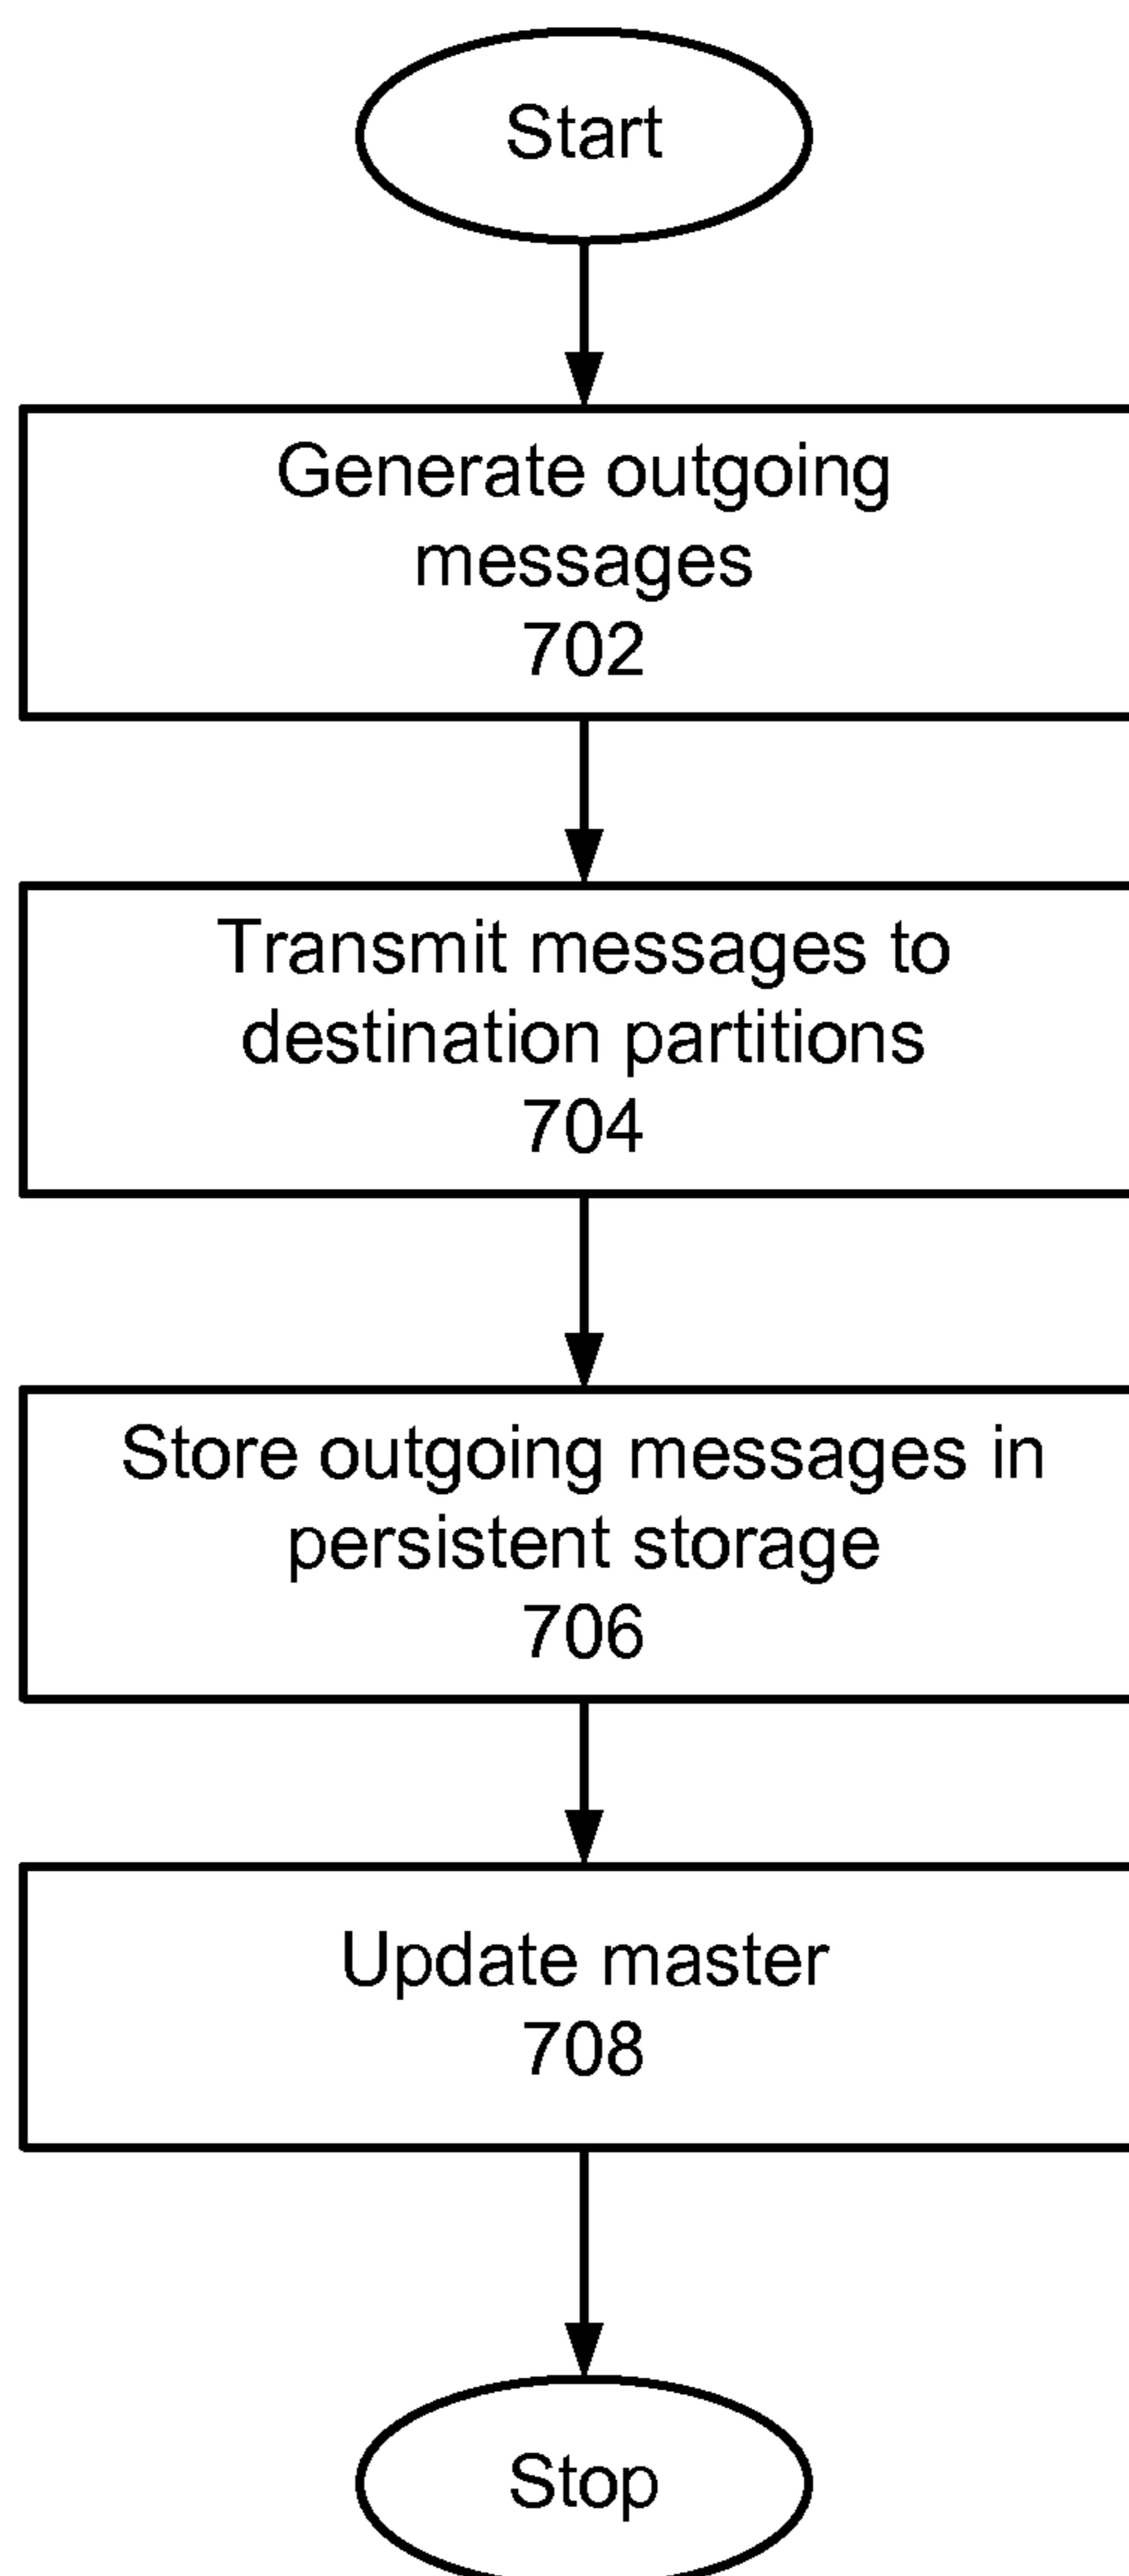 Start
Generate outgoing
messages
702
Transmit messages to
destination partitions
704
Store outgoing messages in
persistent storage
706
Update master
708
Stop